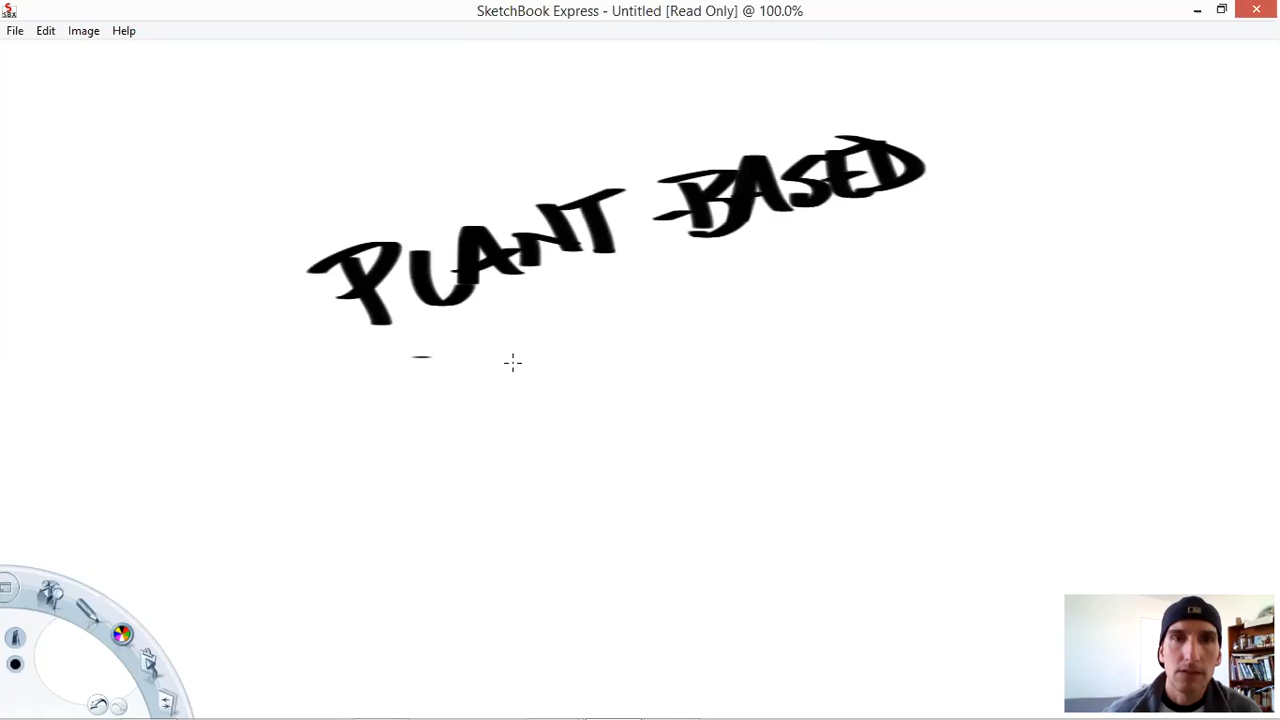 SketchBook Express - Untitled [Read Only] @ 100.0%
File Edit Image Help
PLANT-BASED